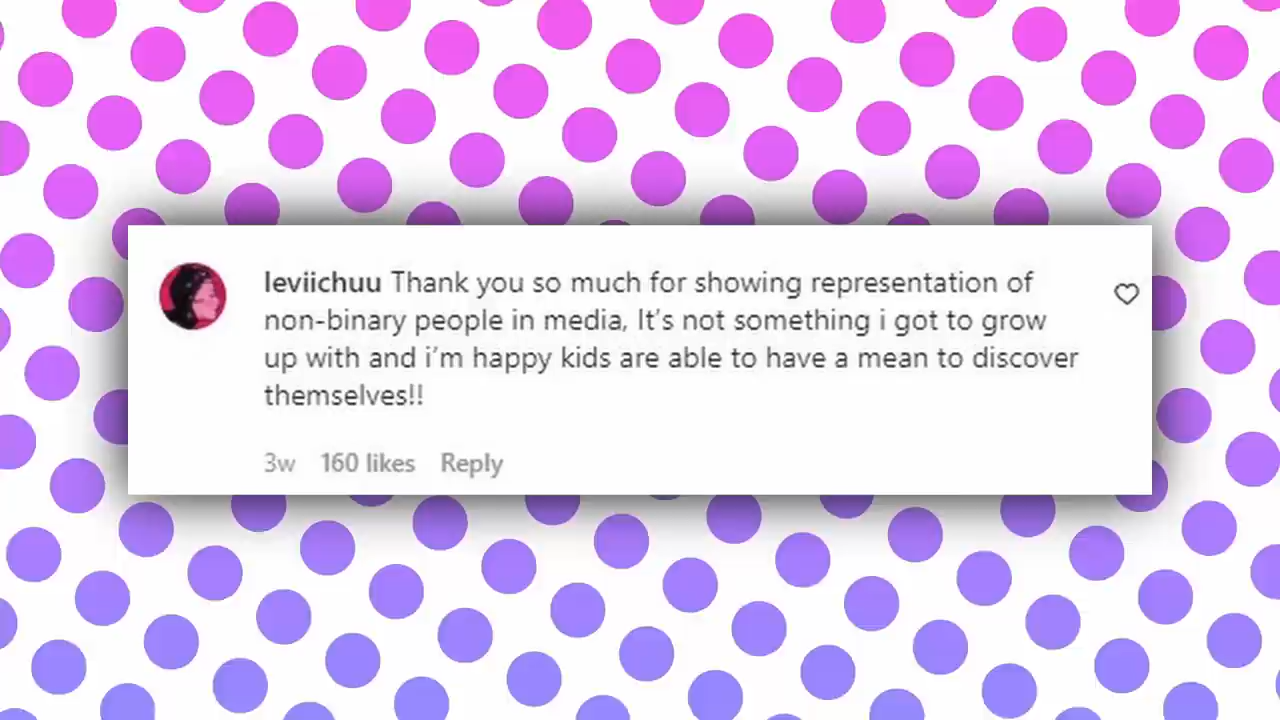 leviichuu Thank you so much for showing representation of
non-binary people in media, It's not something i got to grow
up with and i'm happy kids are able to have a mean to discover
themselves!!
3w 160 likes Reply